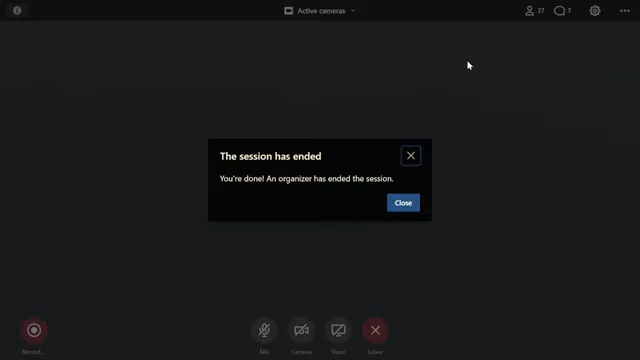 Active cameras
27
7
The session has ended
You're done! An organizer has ended the session.
Close
Record...
Mic
Camera
Share
Leave